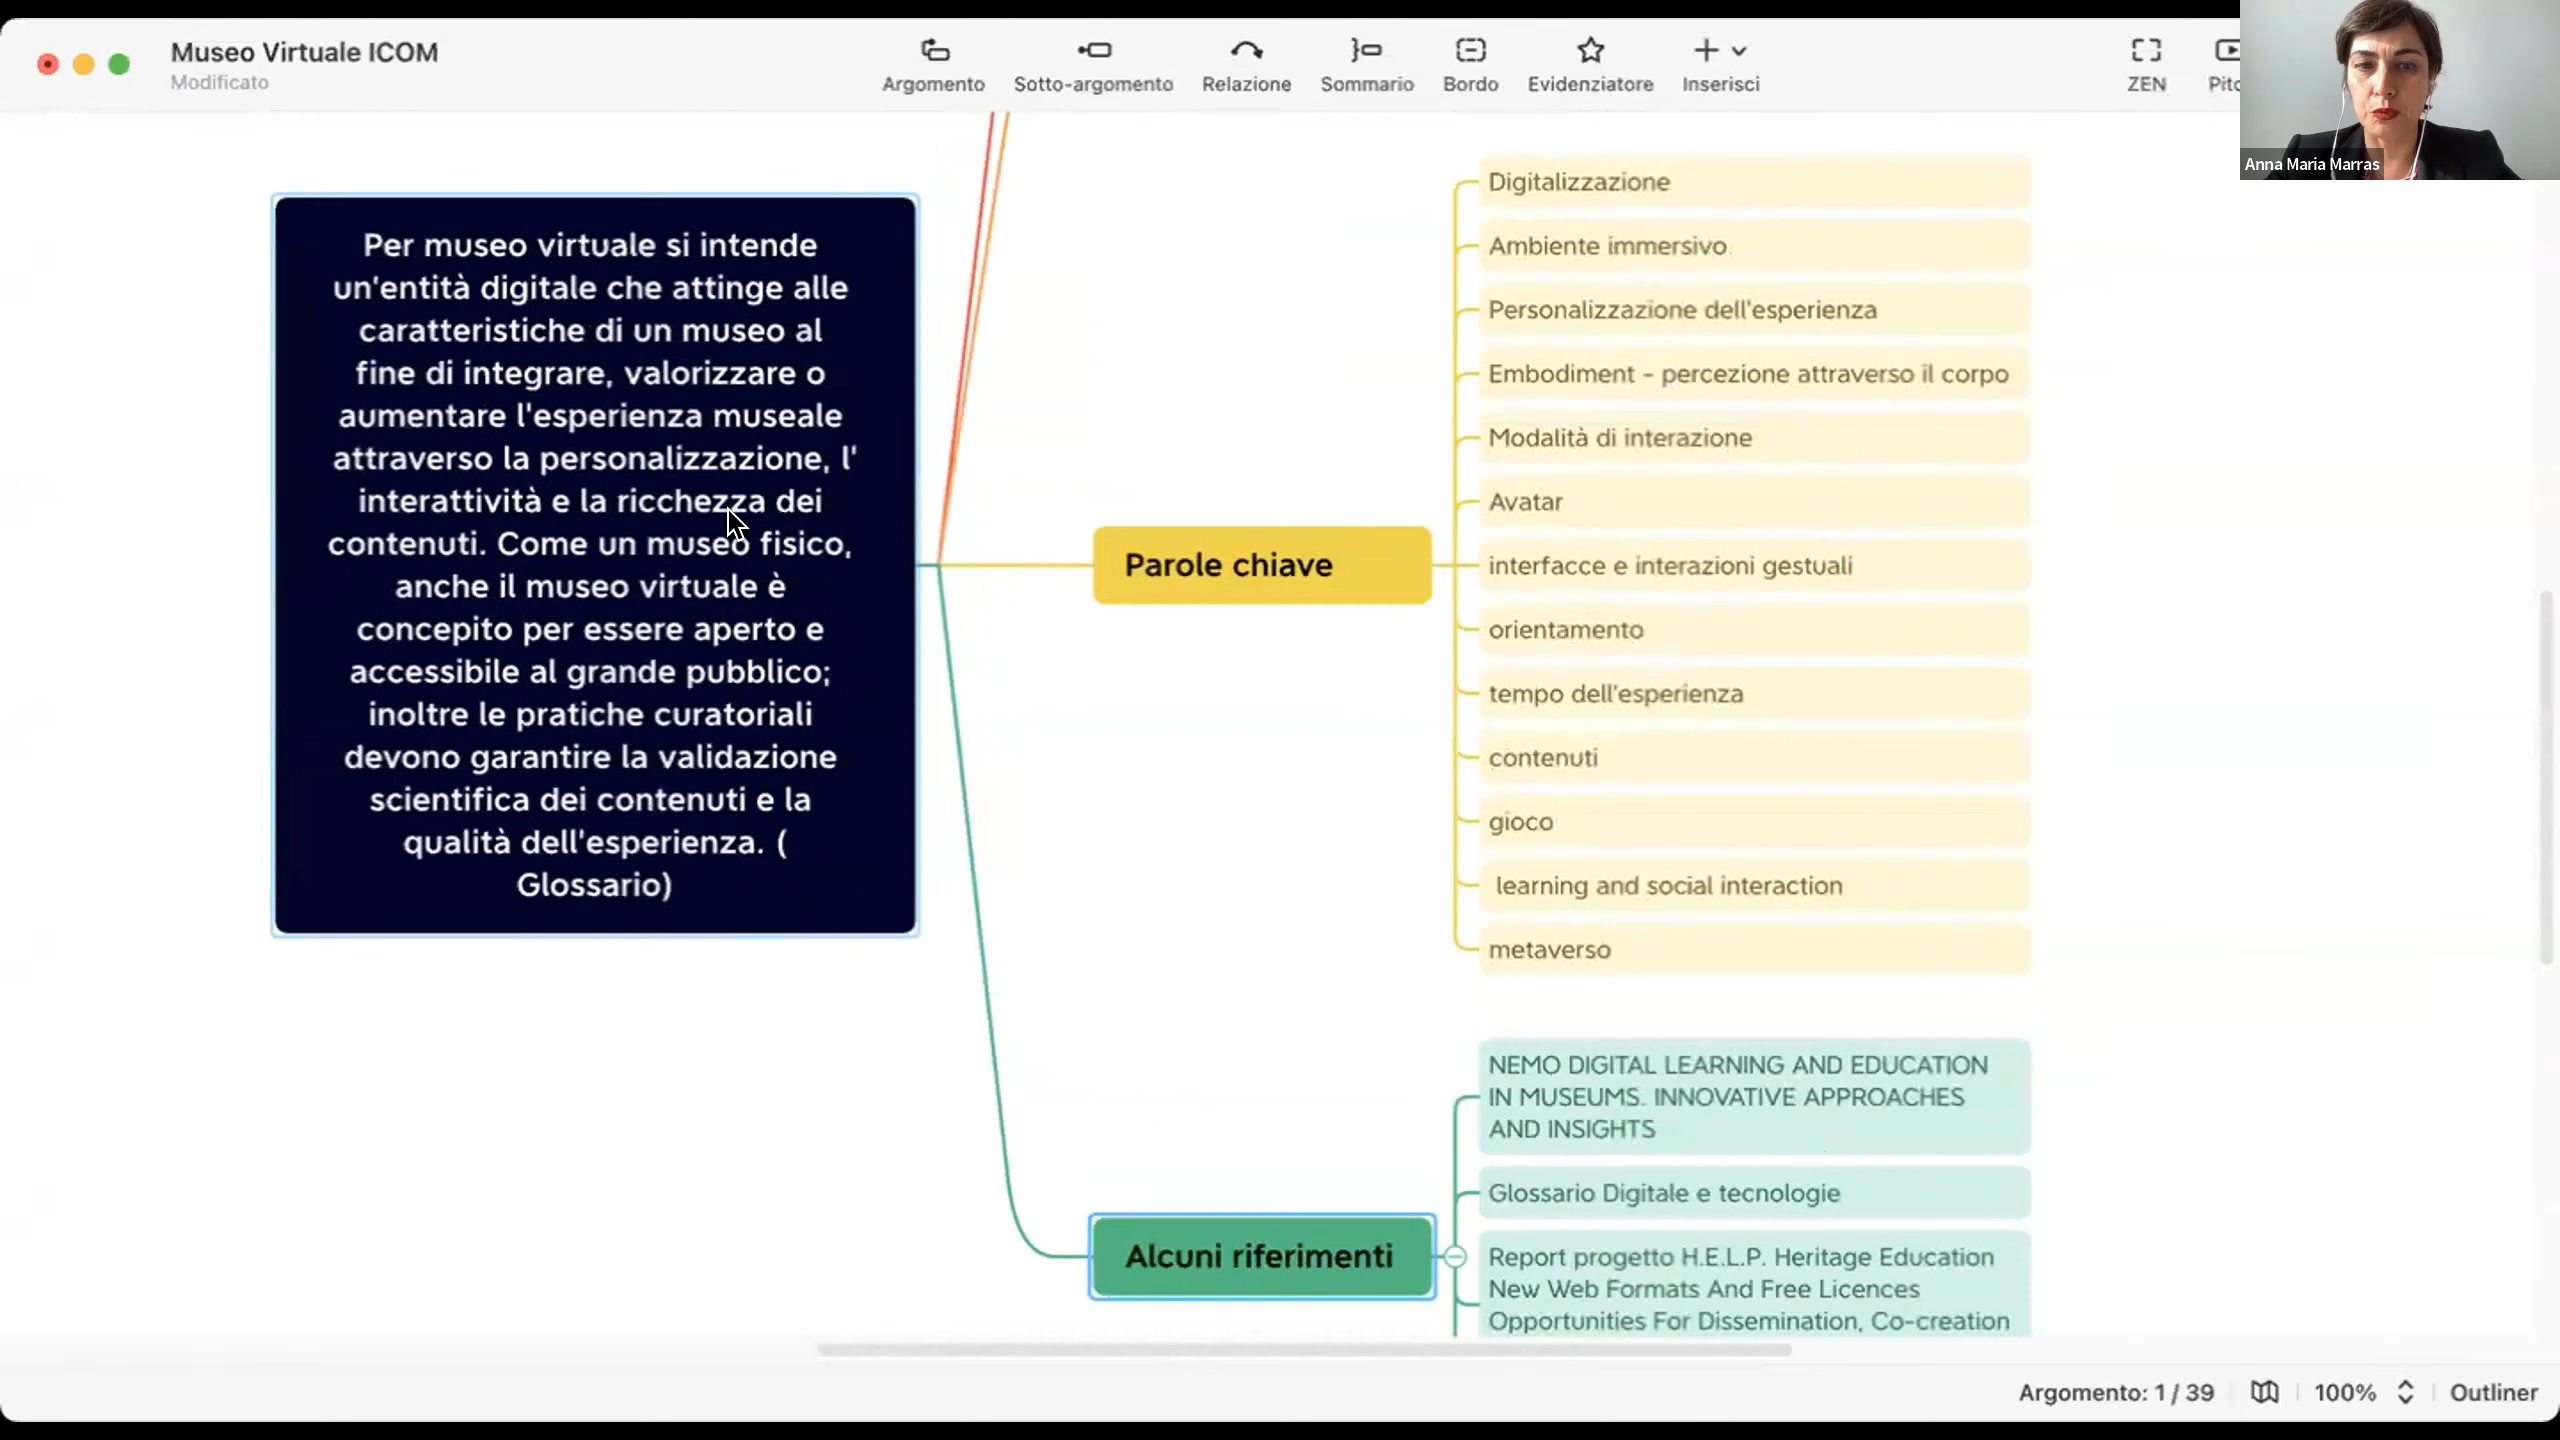 Museo Virtuale ICOM
Modificato
Argomento
Sotto-argomento
Relazione
Sommario
Bordo
Evidenziatore
Inserisci
ZEN
Anna Maria Marras
Per museo virtuale si intende
un'entità digitale che attinge alle
caratteristiche di un museo al
fine di integrare, valorizzare o
aumentare l'esperienza museale
attraverso la personalizzazione, l'
interattività e la ricchezza dei
contenuti. Come un museo fisico,
anche il museo virtuale è
concepito per essere aperto e
accessibile al grande pubblico;
inoltre le pratiche curatoriali
devono garantire la validazione
scientifica dei contenuti e la
qualità dell'esperienza. (
Glossario)
Parole chiave
Digitalizzazione
Ambiente immersivo
Personalizzazione dell'esperienza
Embodiment - percezione attraverso il corpo
Modalità di interazione
Avatar
interfacce e interazioni gestuali
orientamento
tempo dell'esperienza
contenuti
gioco
learning and social interaction
metaverso
Alcuni riferimenti
NEMO DIGITAL LEARNING AND EDUCATION
IN MUSEUMS. INNOVATIVE APPROACHES
AND INSIGHTS
Glossario Digitale e tecnologie
Report progetto H.E.L.P. Heritage Education
New Web Formats And Free Licences
Opportunities For Dissemination, Co-creation
Argomento: 1 / 39
100%
Outliner